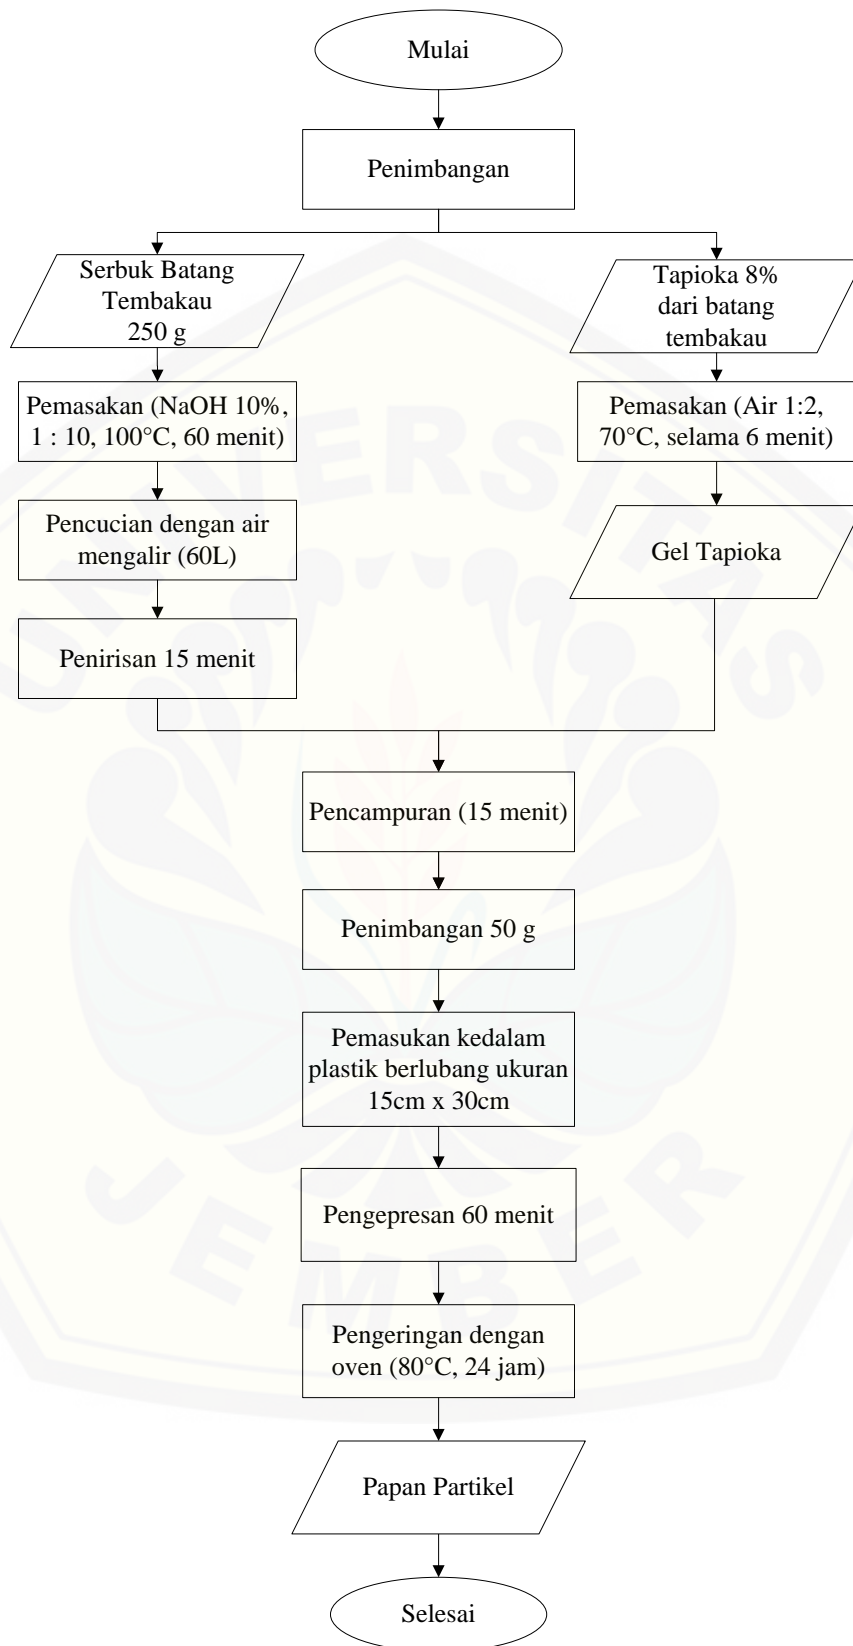 Mulai
Penimbangan
Serbuk Batang
Tembakau
250 g
Tapioka 8%
dari batang
tembakau
Pemasakan (NaOH 10%,
1 : 10, 100°C, 60 menit)
Pemasakan (Air 1:2,
70°C, selama 6 menit)
Pencucian dengan air
mengalir (60L)
Gel Tapioka
Penirisan 15 menit
Pencampuran (15 menit)
Penimbangan 50 g
Pemasukan kedalam
plastik berlubang ukuran
15cm x 30cm
Pengepresan 60 menit
Pengeringan dengan
oven (80°C, 24 jam)
Papan Partikel
Selesai
UNIVERSITAS
JEMBER